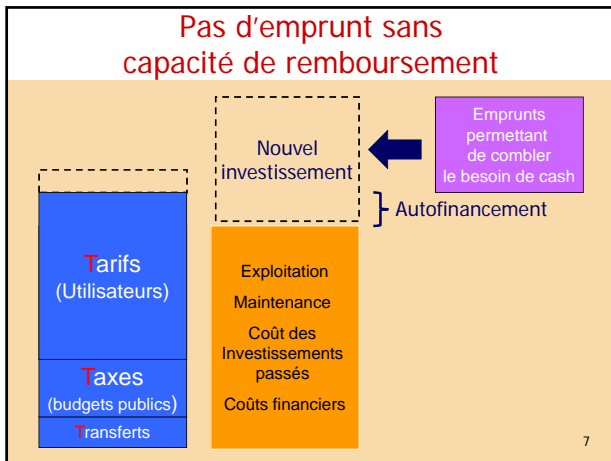 Pas d'emprunt sans
capacité de remboursement
Nouvel
investissement
Emprunts
permettant
de combler
le besoin de cash
Autofinancement
Tarifs
(Utilisateurs)
Taxes
(budgets publics)
Transferts
Exploitation
Maintenance
Coût des
Investissements
passés
Coûts financiers
7